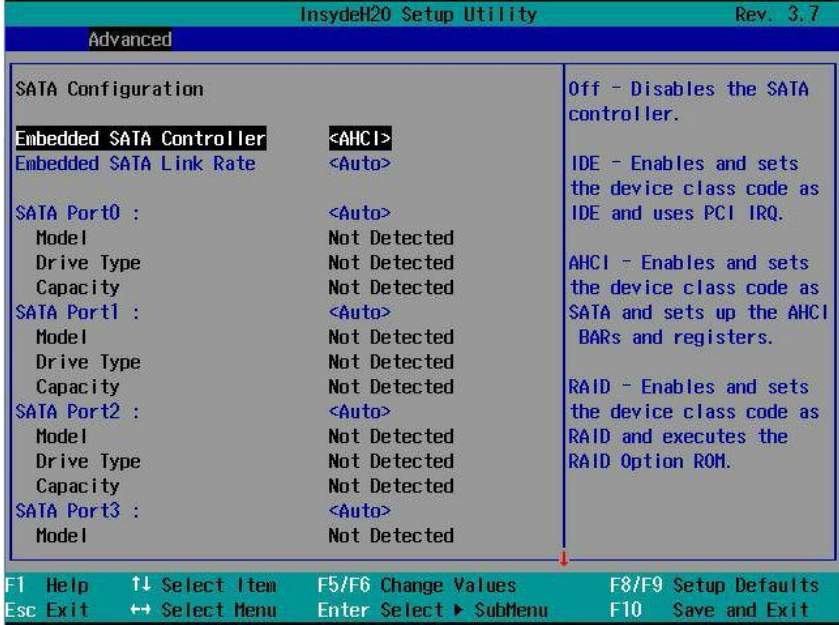 InsydeH20 Setup Utility Rev. 3.7
Advanced
SATA Configuration
Embedded SATA Controller <AHCI>
Embedded SATA Link Rate <Auto>
SATA Port0 : <Auto>
Model Not Detected
Drive Type Not Detected
Capacity Not Detected
SATA Port1 : <Auto>
Model Not Detected
Drive Type Not Detected
Capacity Not Detected
SATA Port2 : <Auto>
Model Not Detected
Drive Type Not Detected
Capacity Not Detected
SATA Port3 : <Auto>
Model Not Detected
Off - Disables the SATA
controller.
IDE - Enables and sets
the device class code as
IDE and uses PCI IRQ.
AHCI - Enables and sets
the device class code as
SATA and sets up the AHCI
BARs and registers.
RAID - Enables and sets
the device class code as
RAID and executes the
RAID Option ROM.
F1 Help ↑↓ Select Item F5/F6 Change Values F8/F9 Setup Defaults
Esc Exit ↔ Select Menu Enter Select ▶ SubMenu F10 Save and Exit